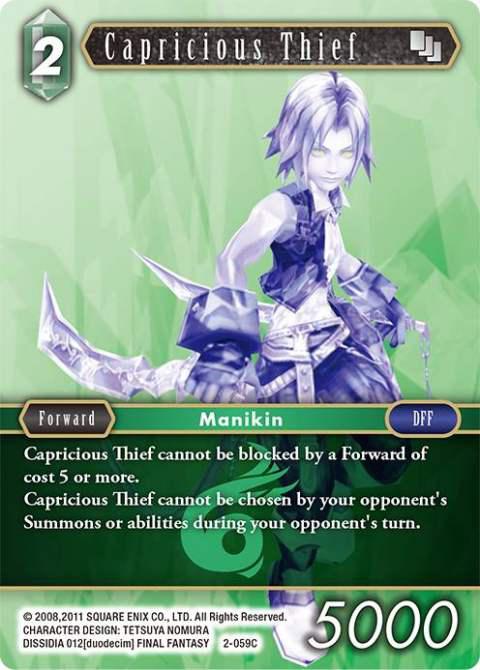 2
Capricious Thief
Forward
Manikin
DFF
Capricious Thief cannot be blocked by a Forward of
cost 5 or more.
Capricious Thief cannot be chosen by your opponent's
Summons or abilities during your opponent's turn.
© 2008,2011 SQUARE ENIX CO., LTD. All Rights Reserved.
CHARACTER DESIGN: TETSUYA NOMURA
DISSIDIA 012[duodecim] FINAL FANTASY 2-059C
5000